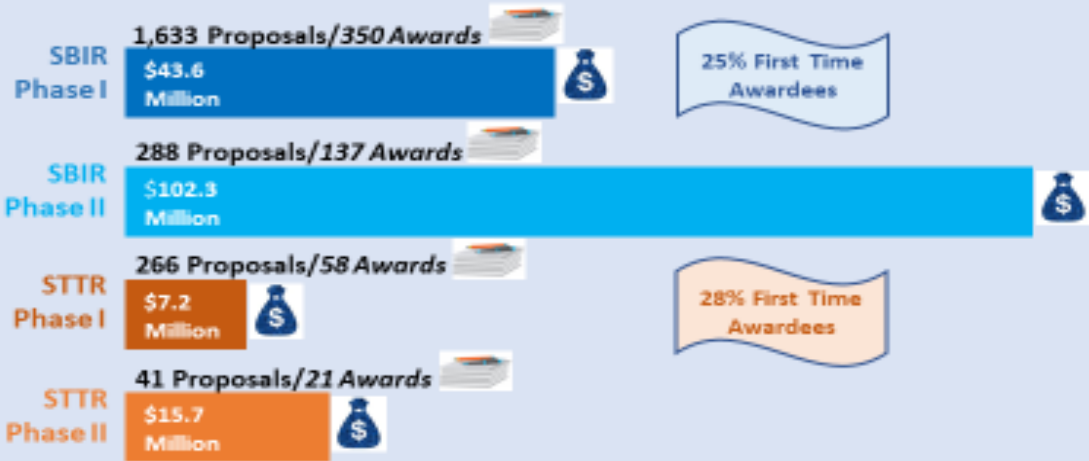 1,633 Proposals/350 Awards
SBIR
Phase I
$43.6
Million
$
25% First Time
Awardees
288 Proposals/137 Awards
SBIR
Phase II
$102.3
Million
$
266 Proposals/58 Awards
STTR
Phase I
$7.2
Million
$
28% First Time
Awardees
41 Proposals/21 Awards
STTR
Phase II
$15.7
Million
$